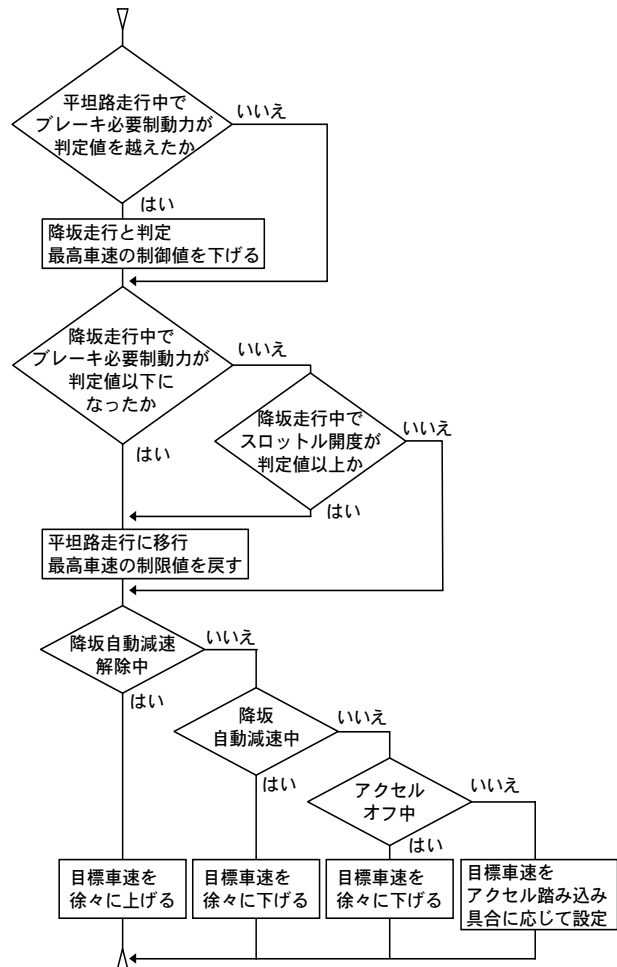 平坦路走行中で
ブレーキ必要制動力が
判定値を越えたか
いいえ
はい
降坂走行と判定
最高車速の制御値を下げる
降坂走行中で
ブレーキ必要制動力が
判定値以下に
なったか
いいえ
はい
降坂走行中で
スロットル開度が
判定値以上か
いいえ
はい
平坦路走行に移行
最高車速の制限値を戻す
降坂自動減速
解除中
いいえ
はい
降坂
自動減速中
いいえ
はい
アクセル
オフ中
いいえ
はい
目標車速を
徐々に上げる
目標車速を
徐々に下げる
目標車速を
徐々に下げる
目標車速を
アクセル踏み込み
具合に応じて設定